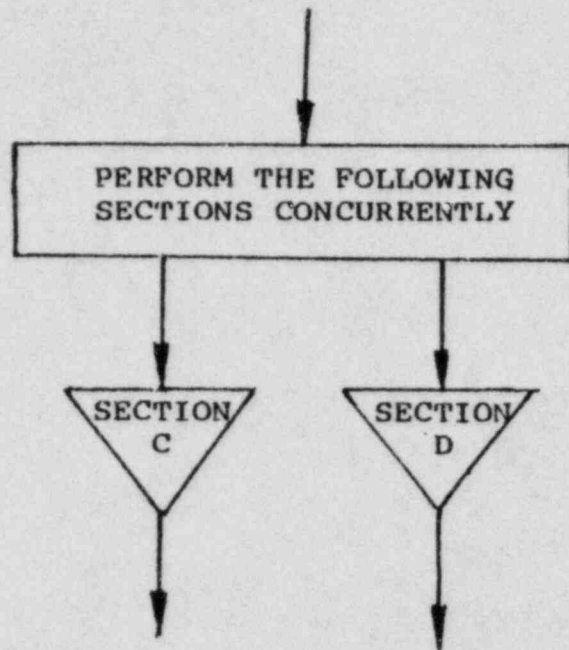 PERFORM THE FOLLOWING
SECTIONS CONCURRENTLY
SECTION
C
SECTION
D